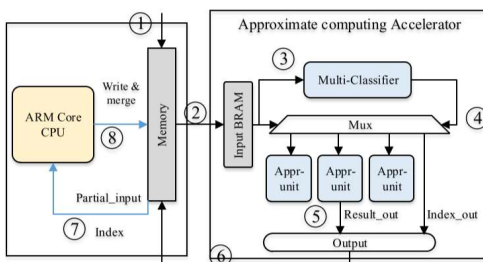 ①
Approximate computing Accelerator
③
Multi-Classifier
Write &
merge
ARM Core
CPU
⑧
Memory
②
Input BRAM
④
Mux
Appr-
unit
Appr-
unit
Appr-
unit
Partial_input
⑤
Result_out
Index_out
⑦
Index
Output
⑥